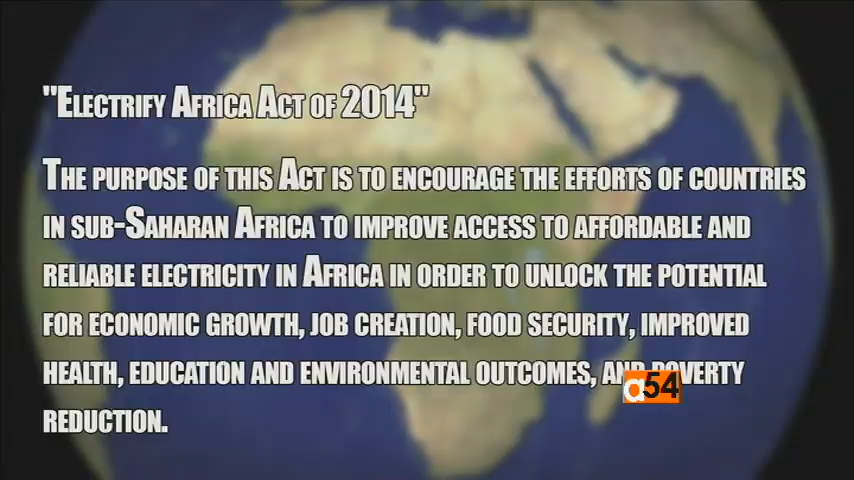 "Electrify Africa Act of 2014"
The purpose of this Act is to encourage the efforts of countries
in sub-Saharan Africa to improve access to affordable and
reliable electricity in Africa in order to unlock the potential
for economic growth, job creation, food security, improved
health, education and environmental outcomes, and poverty
reduction.
a54